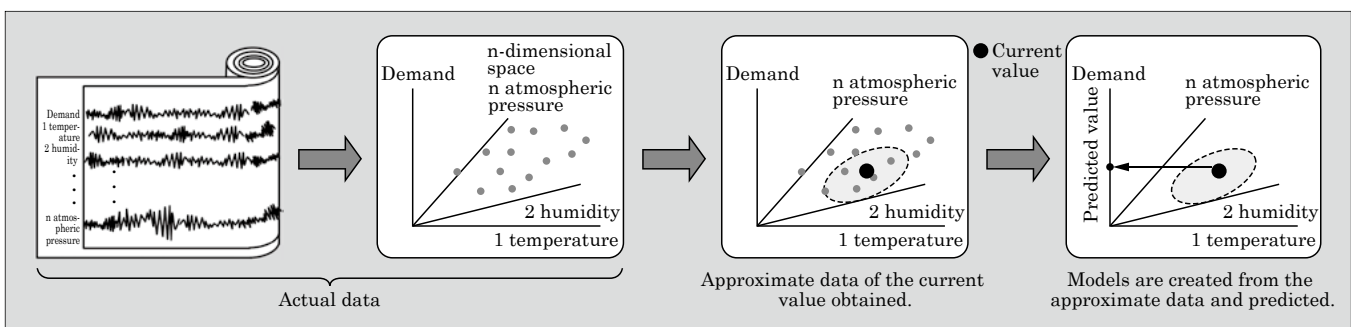 Demand
1 temper-
ature
2 humid-
ity
n atmos-
pheric
pressure
Demand
n-dimensional
space
n atmospheric
pressure
2 humidity
1 temperature
Actual data
Demand
n atmospheric
pressure
2 humidity
1 temperature
Approximate data of the current
value obtained.
Current
value
Demand
n atmospheric
pressure
Predicted value
2 humidity
1 temperature
Models are created from the
approximate data and predicted.